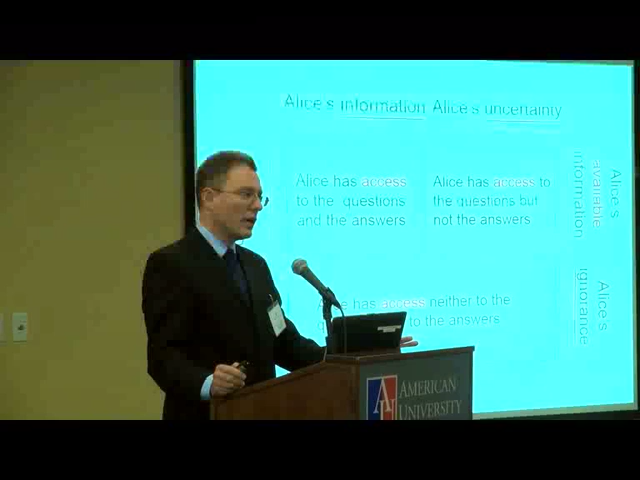 Alice's information Alice's uncertainty
Alice has access
to the questions
and the answers
Alice has access to
the questions but
not the answers
Alice's
available
information
has access neither to the
to the answers
Alice's
ignorance
AU
AMERICAN
UNIVERSITY